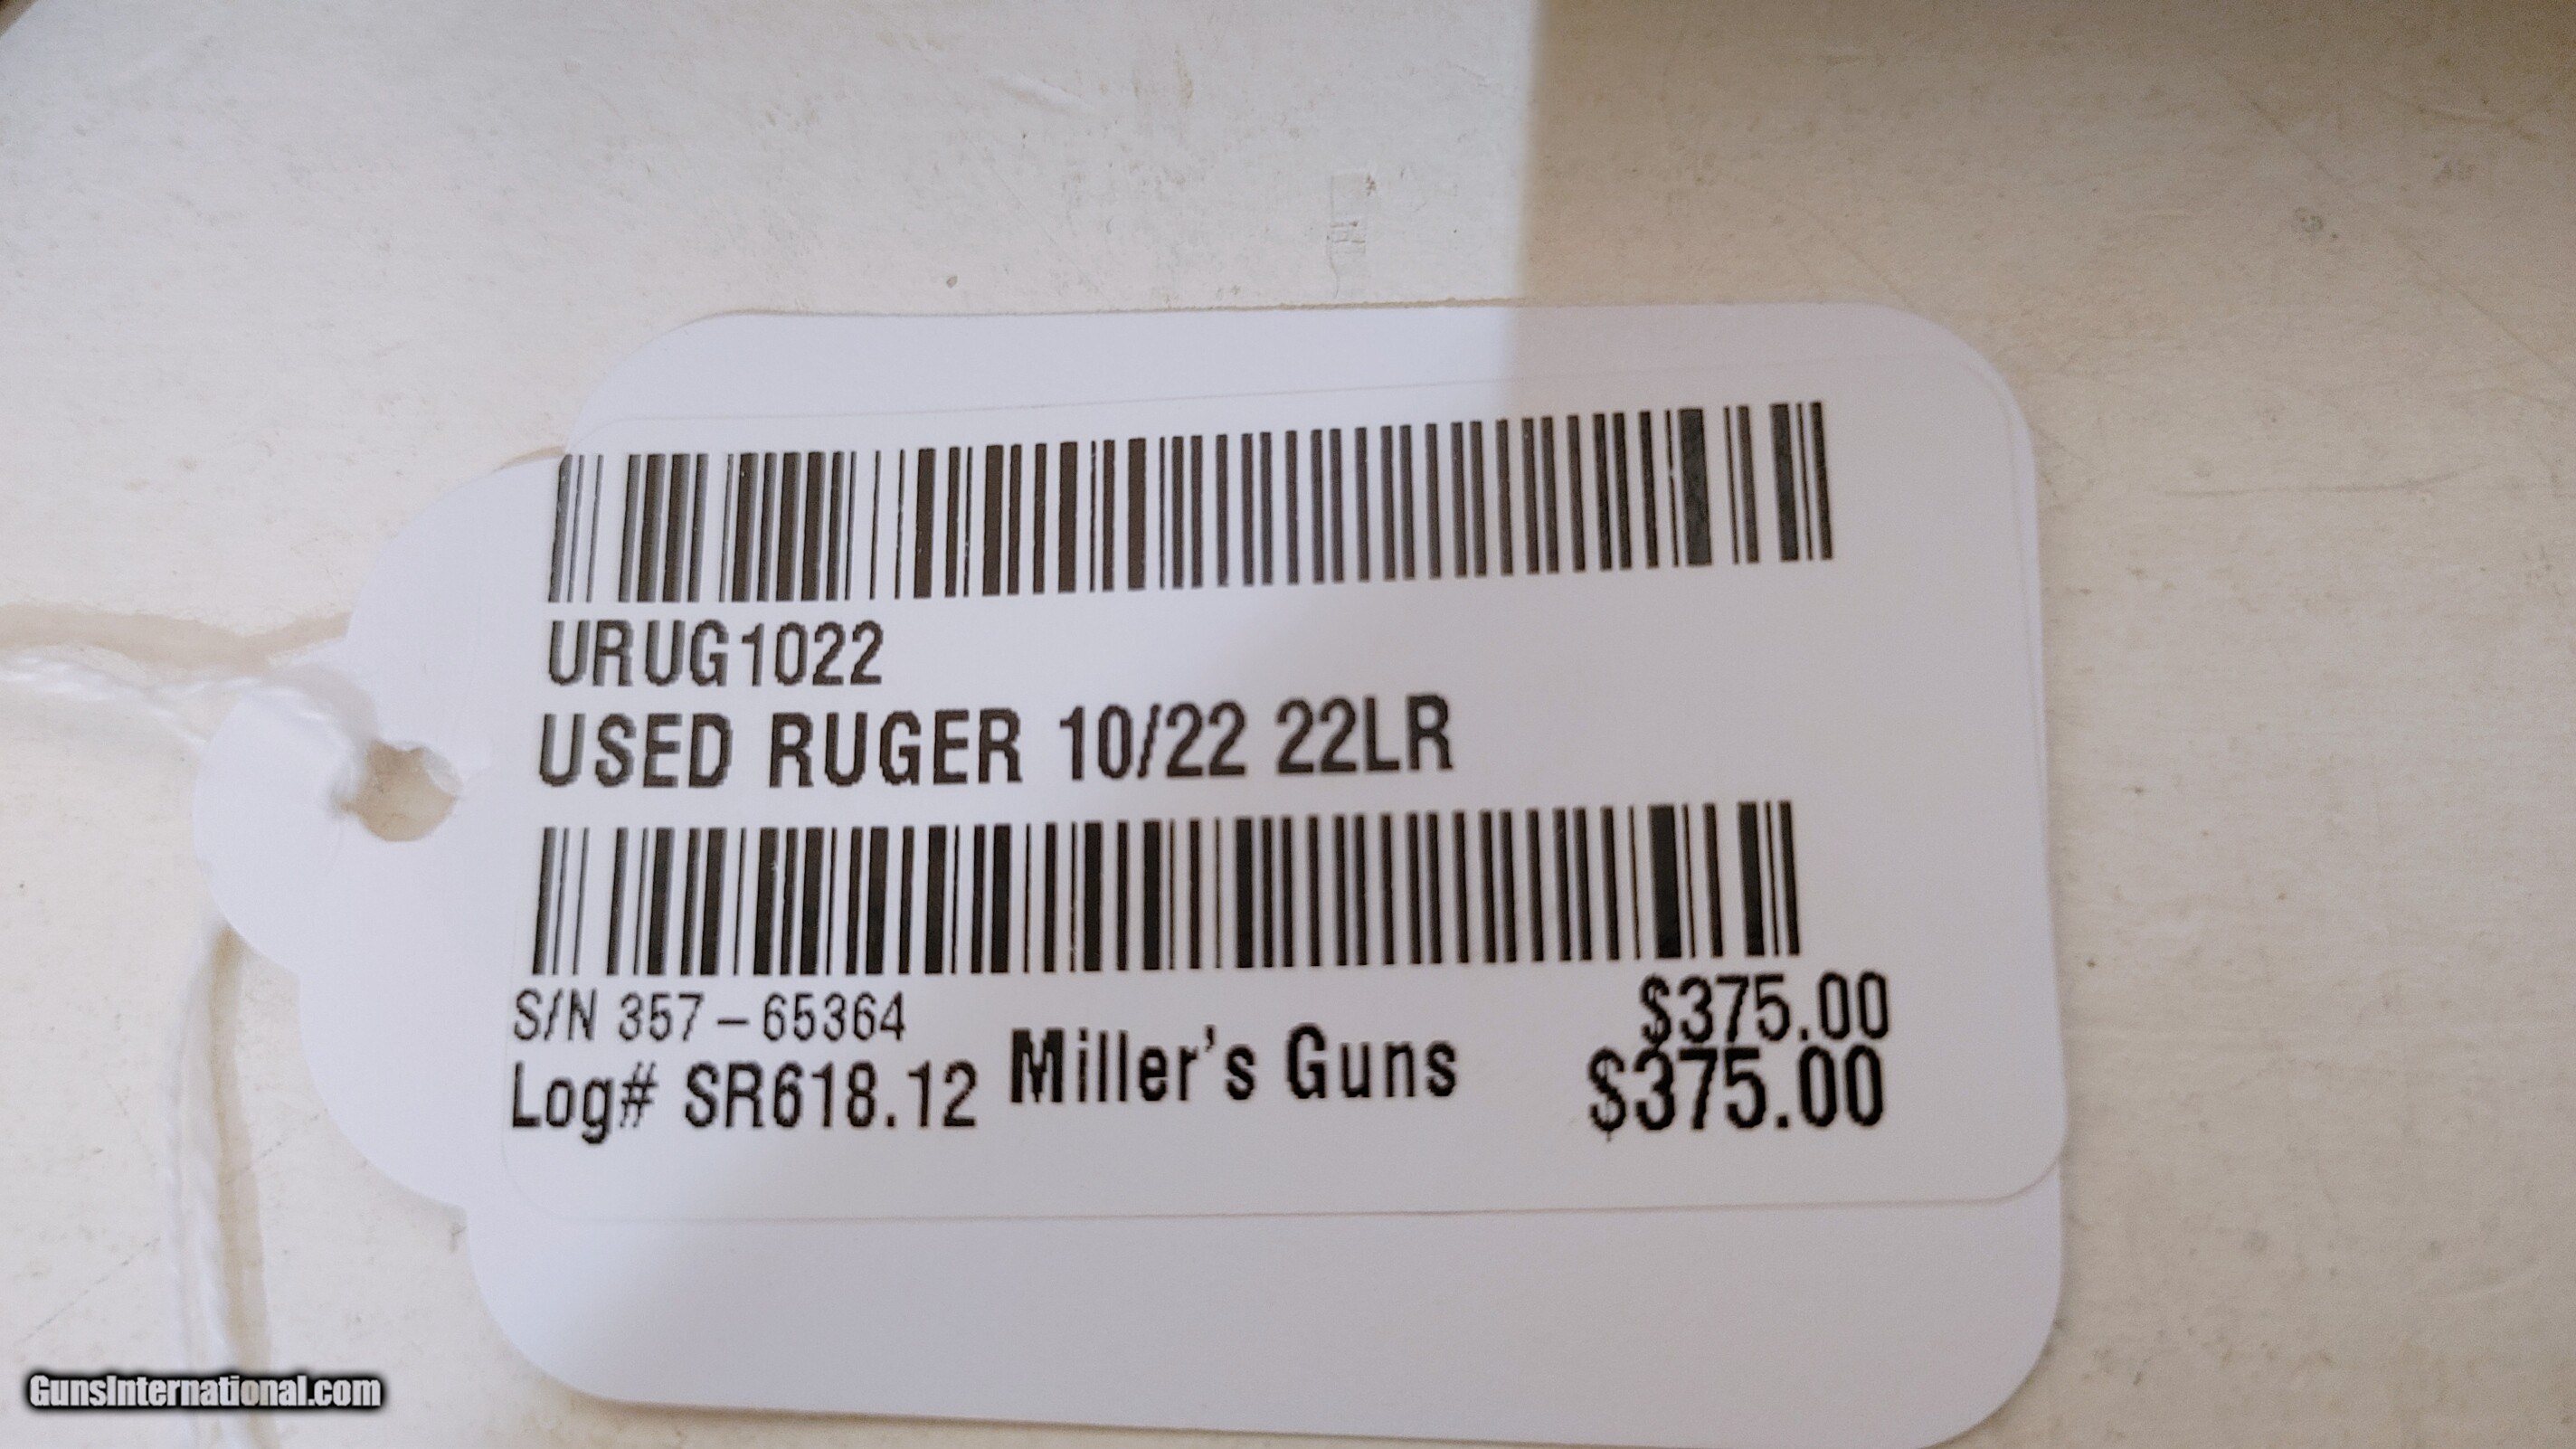 URUG1022
USED RUGER 10/22 22LR
S/N 357-65364
$375.00
Log# SR618.12 Miller's Guns $375.00
GunsInternational.com